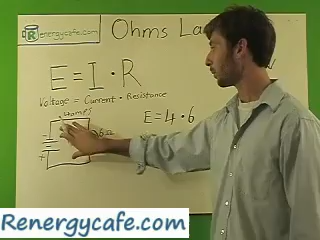 Renergycafe.com
Ohms La
E = I · R
Voltage = Current · Resistance
E = 4 · 6
Renergycafe.com